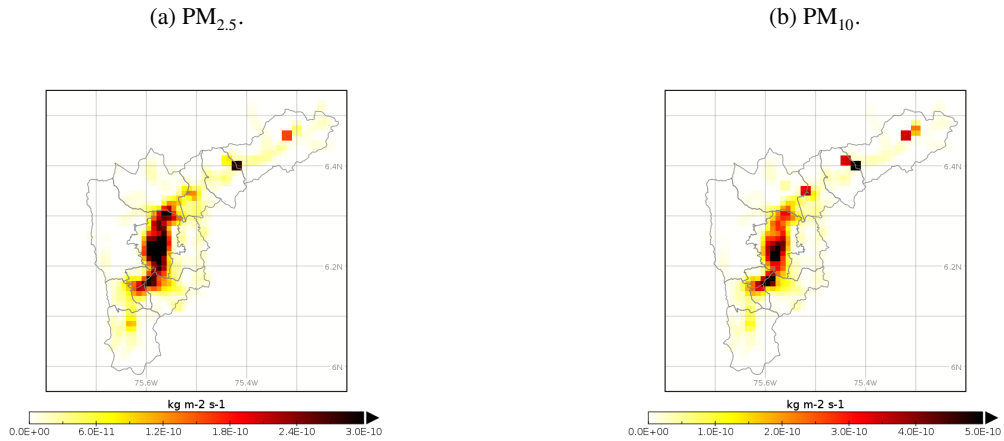 (a) PM2.5.
(b) PM10.
6.4N
6.2N
6N
75.6W
75.4W
kg m-2 s-1
0.0E+00
6.0E-11
1.2E-10
1.8E-10
2.4E-10
3.0E-10
6.4N
6.2N
6N
75.6W
75.4W
kg m-2 s-1
0.0E+00
1.0E-10
2.0E-10
3.0E-10
4.0E-10
5.0E-10